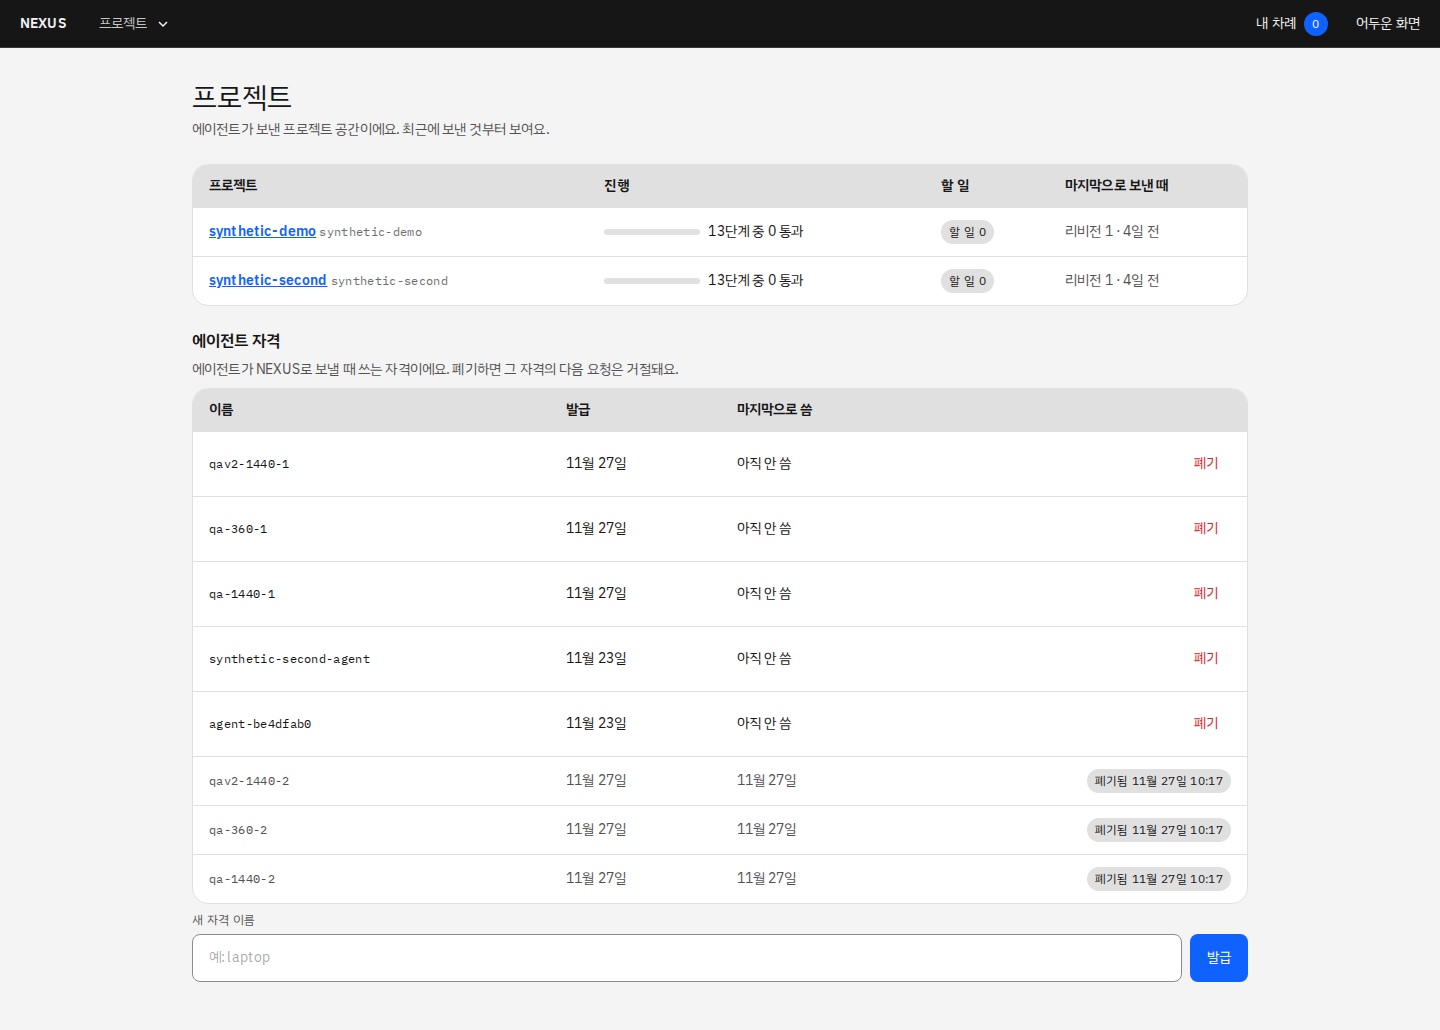 NEXUS 프로젝트 내 차례 0 어두운 화면
프로젝트
에이전트가 보낸 프로젝트 공간이에요. 최근에 보낸 것부터 보여요.
프로젝트 진행 할 일 마지막으로 보낸 때
synthetic-demo synthetic-demo 13단계 중 0 통과 할 일 0 리비전 1 · 4일 전
synthetic-second synthetic-second 13단계 중 0 통과 할 일 0 리비전 1 · 4일 전
에이전트 자격
에이전트가 NEXUS로 보낼 때 쓰는 자격이에요. 폐기하면 그 자격의 다음 요청은 거절돼요.
이름 발급 마지막으로 씀
qav2-1440-1 11월 27일 아직 안 씀 폐기
qa-360-1 11월 27일 아직 안 씀 폐기
qa-1440-1 11월 27일 아직 안 씀 폐기
synthetic-second-agent 11월 23일 아직 안 씀 폐기
agent-be4dfab0 11월 23일 아직 안 씀 폐기
qav2-1440-2 11월 27일 11월 27일 폐기됨 11월 27일 10:17
qa-360-2 11월 27일 11월 27일 폐기됨 11월 27일 10:17
qa-1440-2 11월 27일 11월 27일 폐기됨 11월 27일 10:17
새 자격 이름
예: laptop 발급